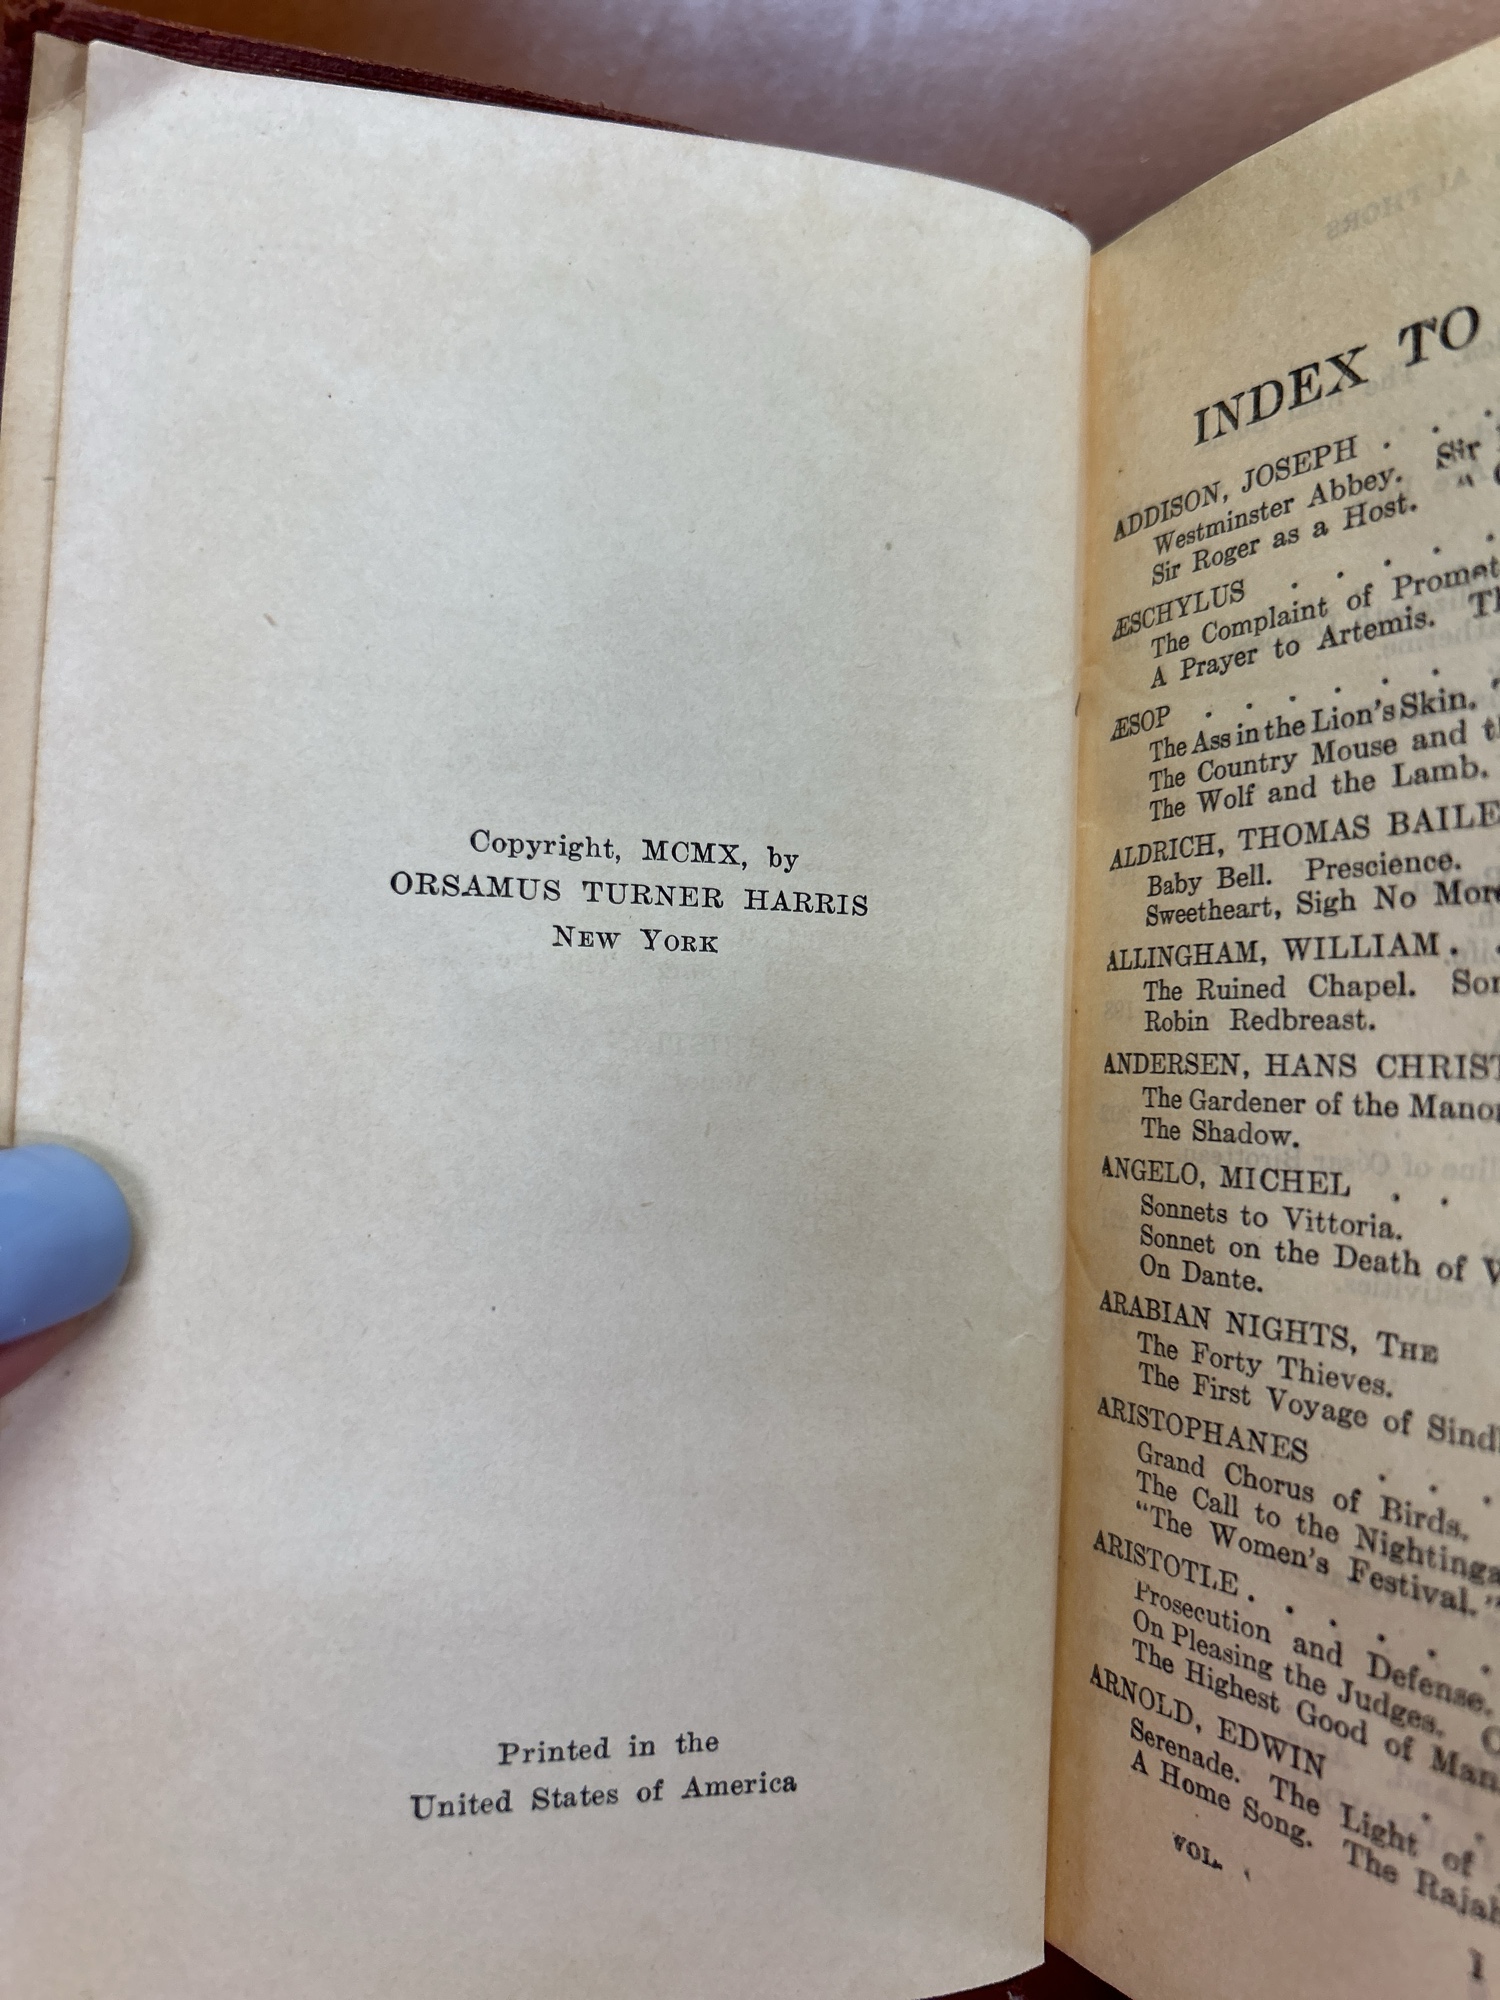 Copyright, MCMX, by
ORSAMUS TURNER HARRIS
NEW YORK
Printed in the
United States of America
INDEX TO
ADDISON, JOSEPH . . .
Westminster Abbey. Sir
Sir Roger as a Host. "
ÆSCHYLUS . . . . .
The Complaint of
A Prayer to Artemis.
ÆSOP . . . . . .
The Ass in the Lion's Skin.
The Country Mouse and
The Wolf and the Lamb.
ALDRICH, THOMAS
Baby Bell. Prescience.
Sweetheart, Sigh No
ALLINGHAM, WILLIAM . .
The Ruined Chapel.
Robin Redbreast.
ANDERSEN, HANS
The Gardener of the
The Shadow.
ANGELO, MICHEL . .
Sonnets to Vittoria.
Sonnet on the Death of
On Dante.
ARABIAN NIGHTS, THE
The Forty Thieves.
The First Voyage of
ARISTOPHANES . . .
Grand Chorus of Birds.
The Call to the
"The Women's Festival."
ARISTOTLE . . . . . .
Prosecution and Defense.
On Pleasing the Judges.
The Highest Good of Man
ARNOLD, EDWIN . .
Serenade. The Light of
A Home Song. The
VOL.
1